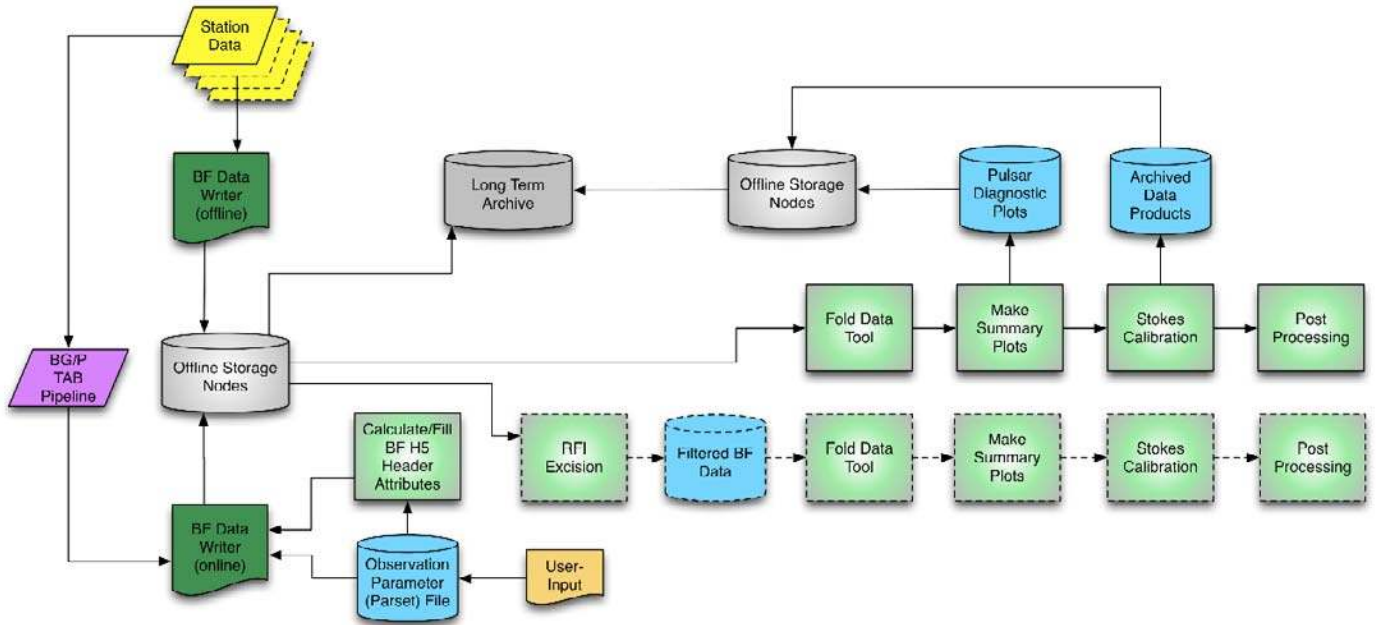 Station
Data
BF Data
Writer
(offline)
Long Term
Archive
Offline Storage
Nodes
Pulsar
Diagnostic
Plots
Archived
Data
Products
BG/P
TAB
Pipeline
Offline Storage
Nodes
Fold Data
Tool
Make
Summary
Plots
Stokes
Calibration
Post
Processing
Calculate/Fill
BF H5
Header
Attributes
RFI
Excision
Filtered BF
Data
Fold Data
Tool
Make
Summary
Plots
Stokes
Calibration
Post
Processing
BF Data
Writer
(online)
Observation
Parameter
(Parset) File
User-
Input